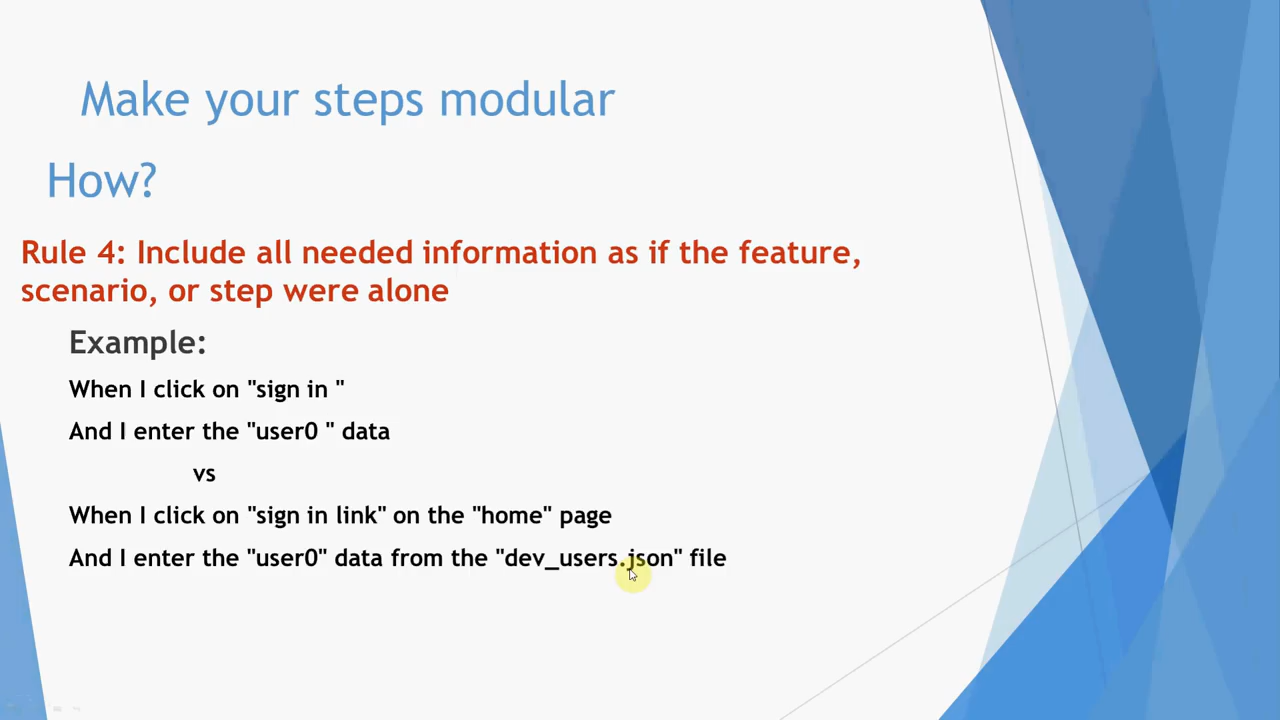 Make your steps modular
How?
Rule 4: Include all needed information as if the feature,
scenario, or step were alone
Example:
When I click on "sign in "
And I enter the "user0 " data
vs
When I click on "sign in link" on the "home" page
And I enter the "user0" data from the "dev_users.json" file